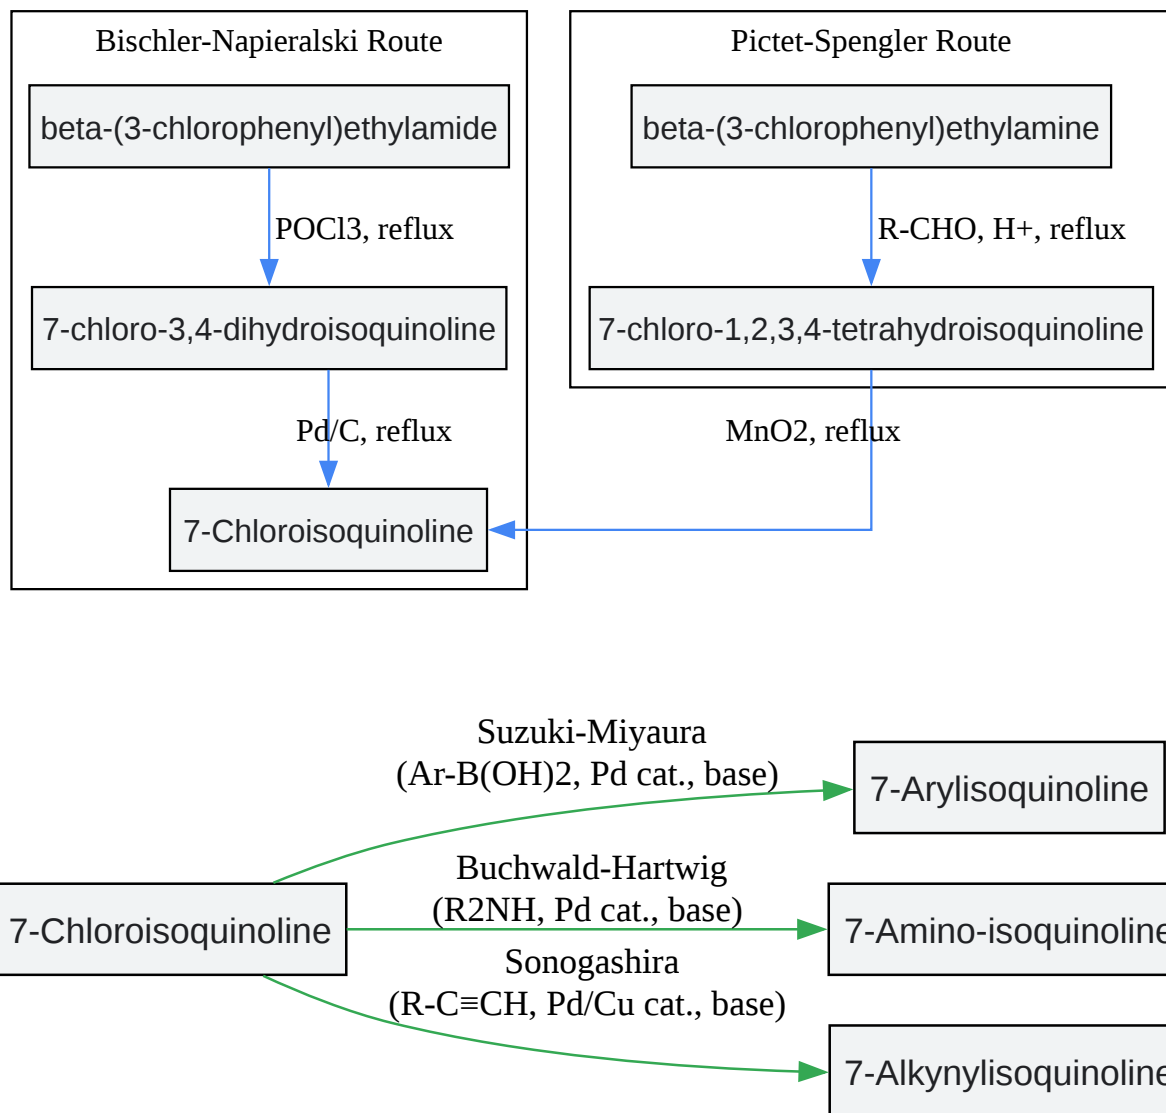 Bischler-Napieralski Route
beta-(3-chlorophenyl)ethylamide
POCl3, reflux
7-chloro-3,4-dihydroisoquinoline
Pd/C, reflux
7-Chloroisoquinoline
Pictet-Spengler Route
beta-(3-chlorophenyl)ethylamine
R-CHO, H+, reflux
7-chloro-1,2,3,4-tetrahydroisoquinoline
MnO2, reflux
Suzuki-Miyaura
(Ar-B(OH)2, Pd cat., base)
7-Arylisoquinoline
Buchwald-Hartwig
(R2NH, Pd cat., base)
7-Chloroisoquinoline
7-Amino-isoquinoline
Sonogashira
(R-C≡CH, Pd/Cu cat., base)
7-Alkynylisoquinoline